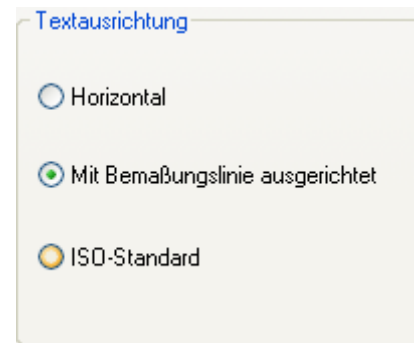 Textausrichtung
Horizontal
Mit Bemaßungslinie ausgerichtet
ISO-Standard